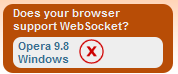 Does your browser
support WebSocket?
Opera 9.8
Windows
X